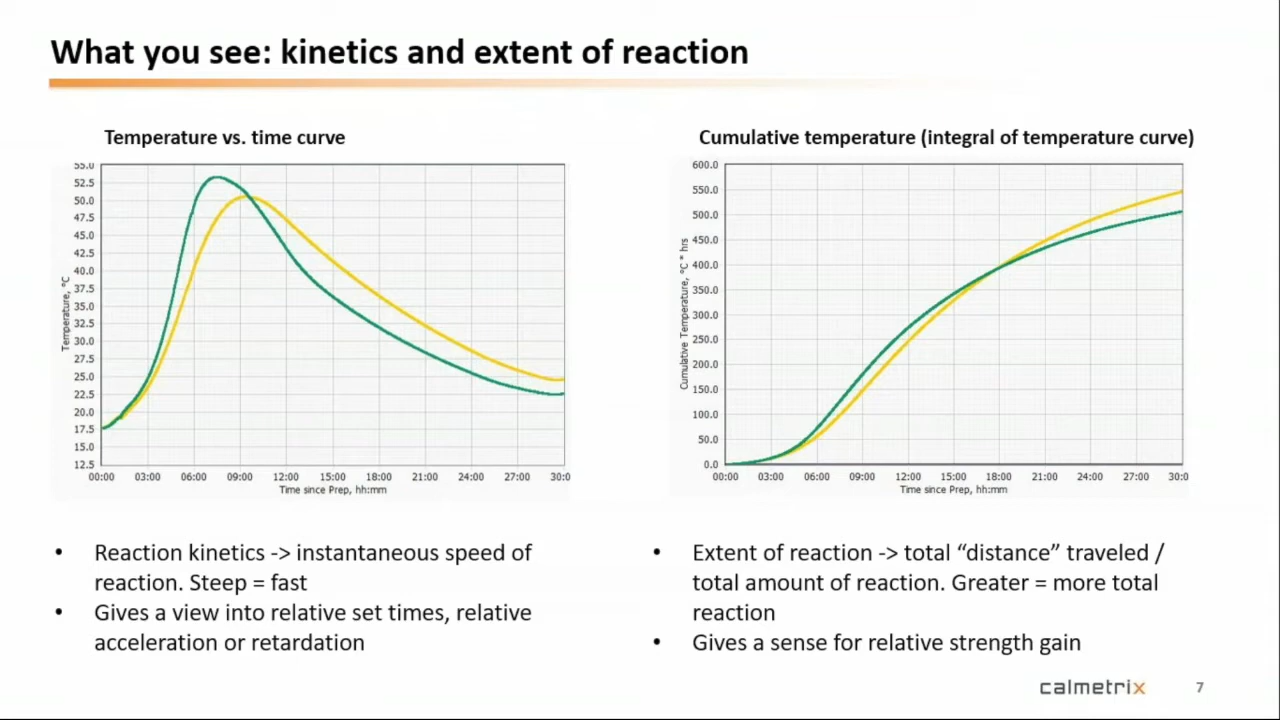 What you see: kinetics and extent of reaction
Temperature vs. time curve
55.0
52.5
50.0
47.5
45.0
42.5
40.0
37.5
35.0
32.5
30.0
27.5
25.0
22.5
20.0
17.5
15.0
12.5
Temperature, °C
00:00 03:00 06:00 09:00 12:00 15:00 18:00 21:00 24:00 27:00 30:0
Time since Prep, hh:mm
Cumulative temperature (integral of temperature curve)
600.0
550.0
500.0
450.0
400.0
350.0
300.0
250.0
200.0
150.0
100.0
50.0
0.0
Cumulative Temperature, °C * hrs
00:00 03:00 06:00 09:00 12:00 15:00 18:00 21:00 24:00 27:00 30:0
Time since Prep, hh:mm
• Reaction kinetics -> instantaneous speed of
reaction. Steep = fast
• Gives a view into relative set times, relative
acceleration or retardation
• Extent of reaction -> total “distance” traveled /
total amount of reaction. Greater = more total
reaction
• Gives a sense for relative strength gain
calmetrix
7